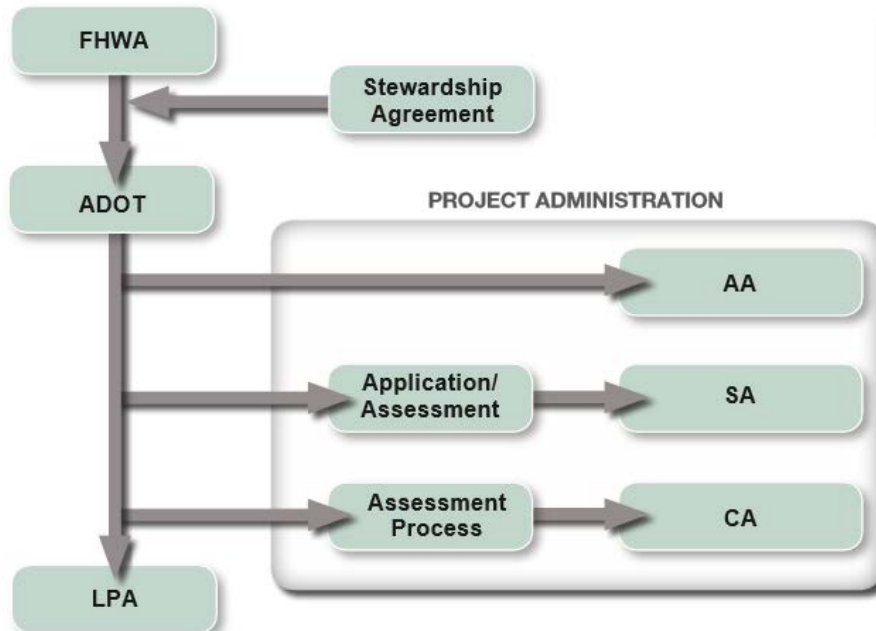 FHWA
Stewardship
Agreement
ADOT
PROJECT ADMINISTRATION
AA
Application/
Assessment
SA
Assessment
Process
CA
LPA